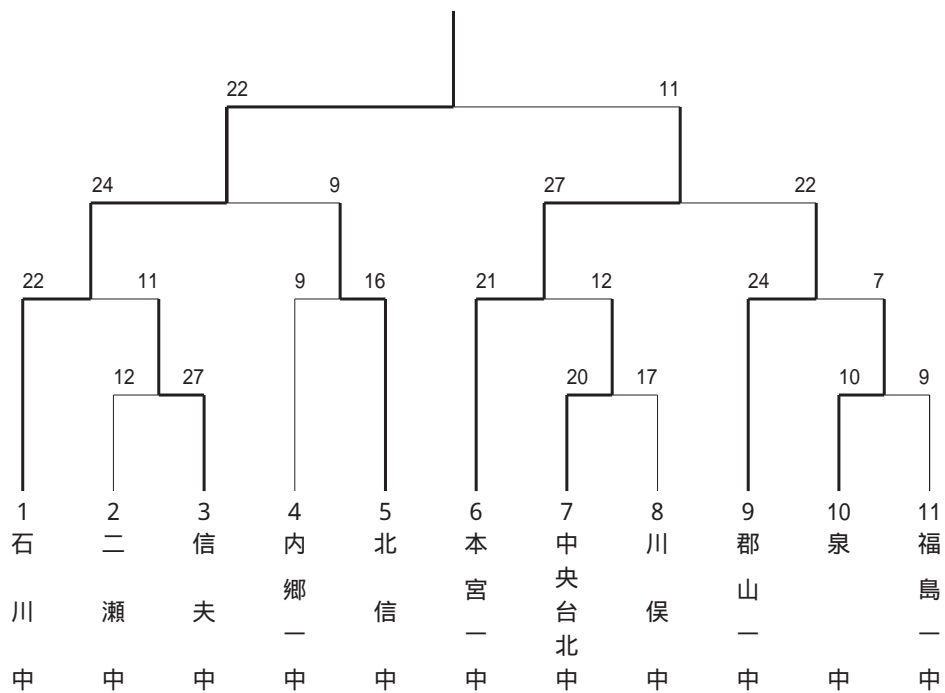 22 11
24 9 27 22
22 11 9 16 21 12 24 7
12 27 20 17 10 9
1 2 3 4 5 6 7 8 9 10 11
石川中
二瀬中
信夫中
内郷一中
北信中
本宮一中
中央台北中
川俣中
郡山一中
泉中
福島一中